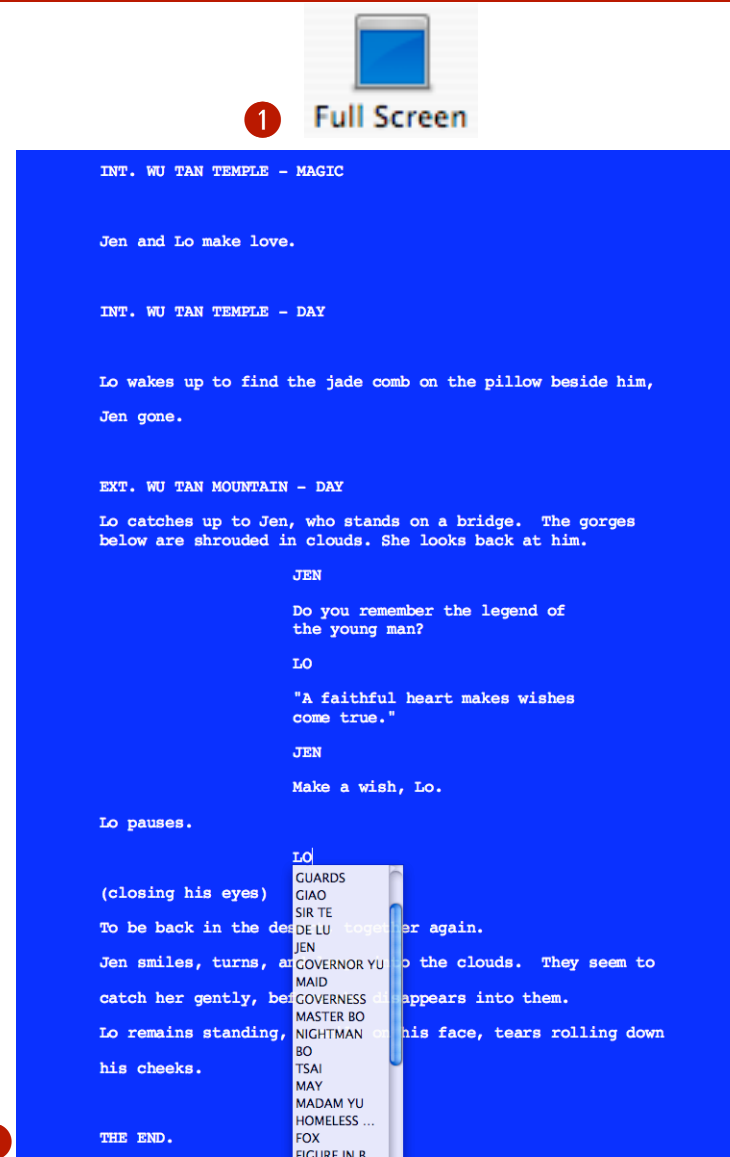 1
Full Screen
INT. WU TAN TEMPLE - MAGIC
Jen and Lo make love.
INT. WU TAN TEMPLE - DAY
Lo wakes up to find the jade comb on the pillow beside him,
Jen gone.
EXT. WU TAN MOUNTAIN - DAY
Lo catches up to Jen, who stands on a bridge. The gorges
below are shrouded in clouds. She looks back at him.
JEN
Do you remember the legend of
the young man?
LO
"A faithful heart makes wishes
come true."
JEN
Make a wish, Lo.
Lo pauses.
LO
GUARDS
(closing his eyes)
GIAO
SIR TE
To be back in the des together again.
DE LU
JEN
Jen smiles, turns, an the clouds. They seem to
GOVERNOR YU
MAID
catch her gently, bef disappears into them.
GOVERNESS
MASTER BO
Lo remains standing, on his face, tears rolling down
NIGHTMAN
BO
his cheeks.
TSAI
MAY
MADAM YU
HOMELESS ...
THE END.
FOX
FIGURE IN B